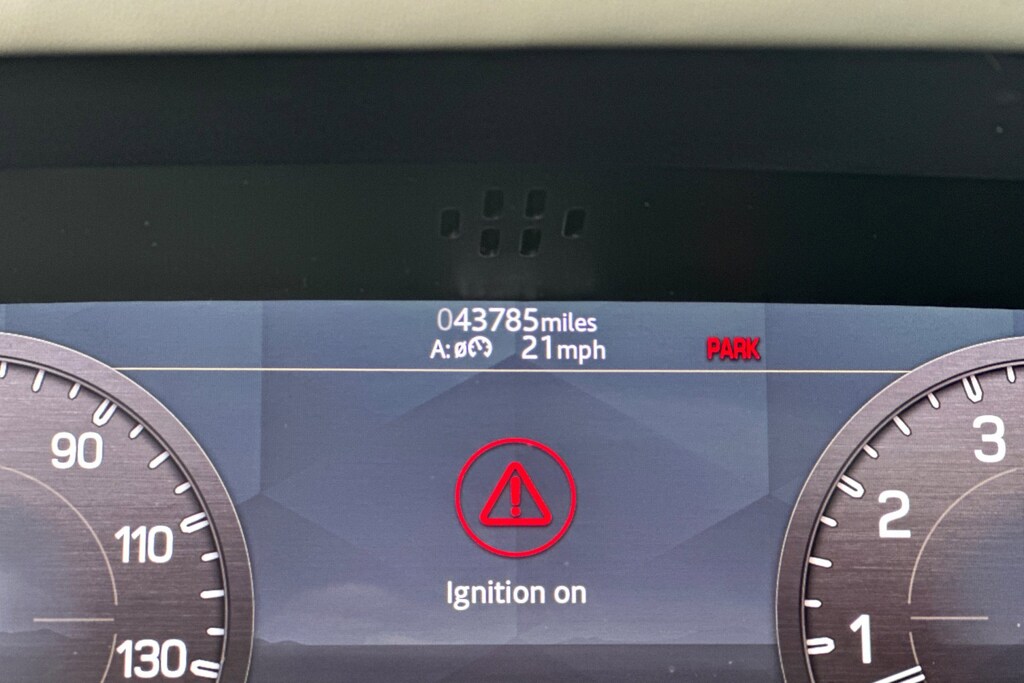 043785miles
A:ø 21mph
PARK
90
110
130
3
2
1
Ignition on